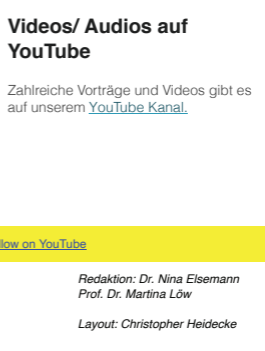 Videos/ Audios auf
YouTube
Zahlreiche Vorträge und Videos gibt es
auf unserem YouTube Kanal.
llow on YouTube
Redaktion: Dr. Nina Elsemann
Prof. Dr. Martina Löw
Layout: Christopher Heidecke